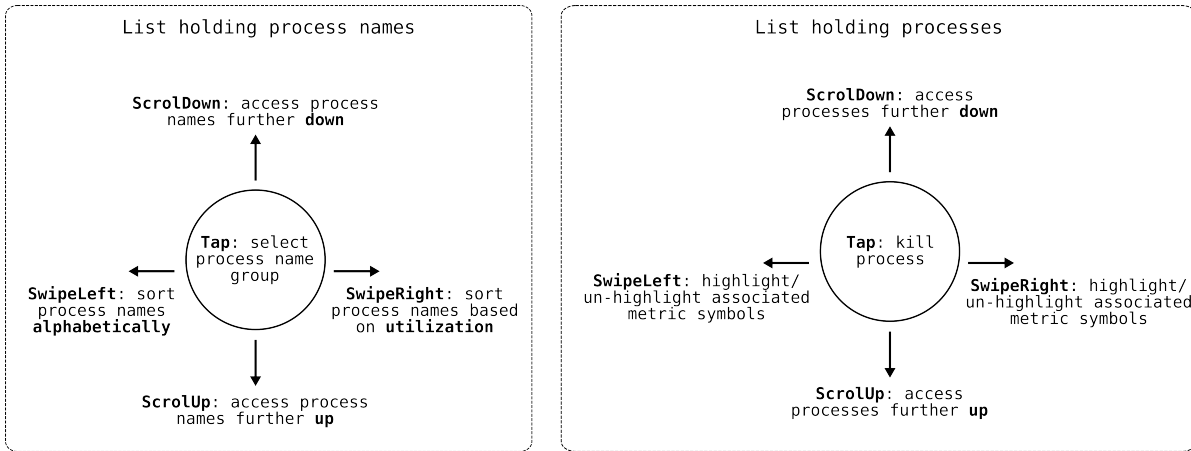 List holding process names
ScrolDown: access process
names further down
Tap: select
process name
group
SwipeLeft: sort
process names
alphabetically
SwipeRight: sort
process names based
on utilization
ScrolUp: access process
names further up
List holding processes
ScrolDown: access
processes further down
Tap: kill
process
SwipeLeft: highlight/
un-highlight associated
metric symbols
SwipeRight: highlight/
un-highlight associated
metric symbols
ScrolUp: access
processes further up